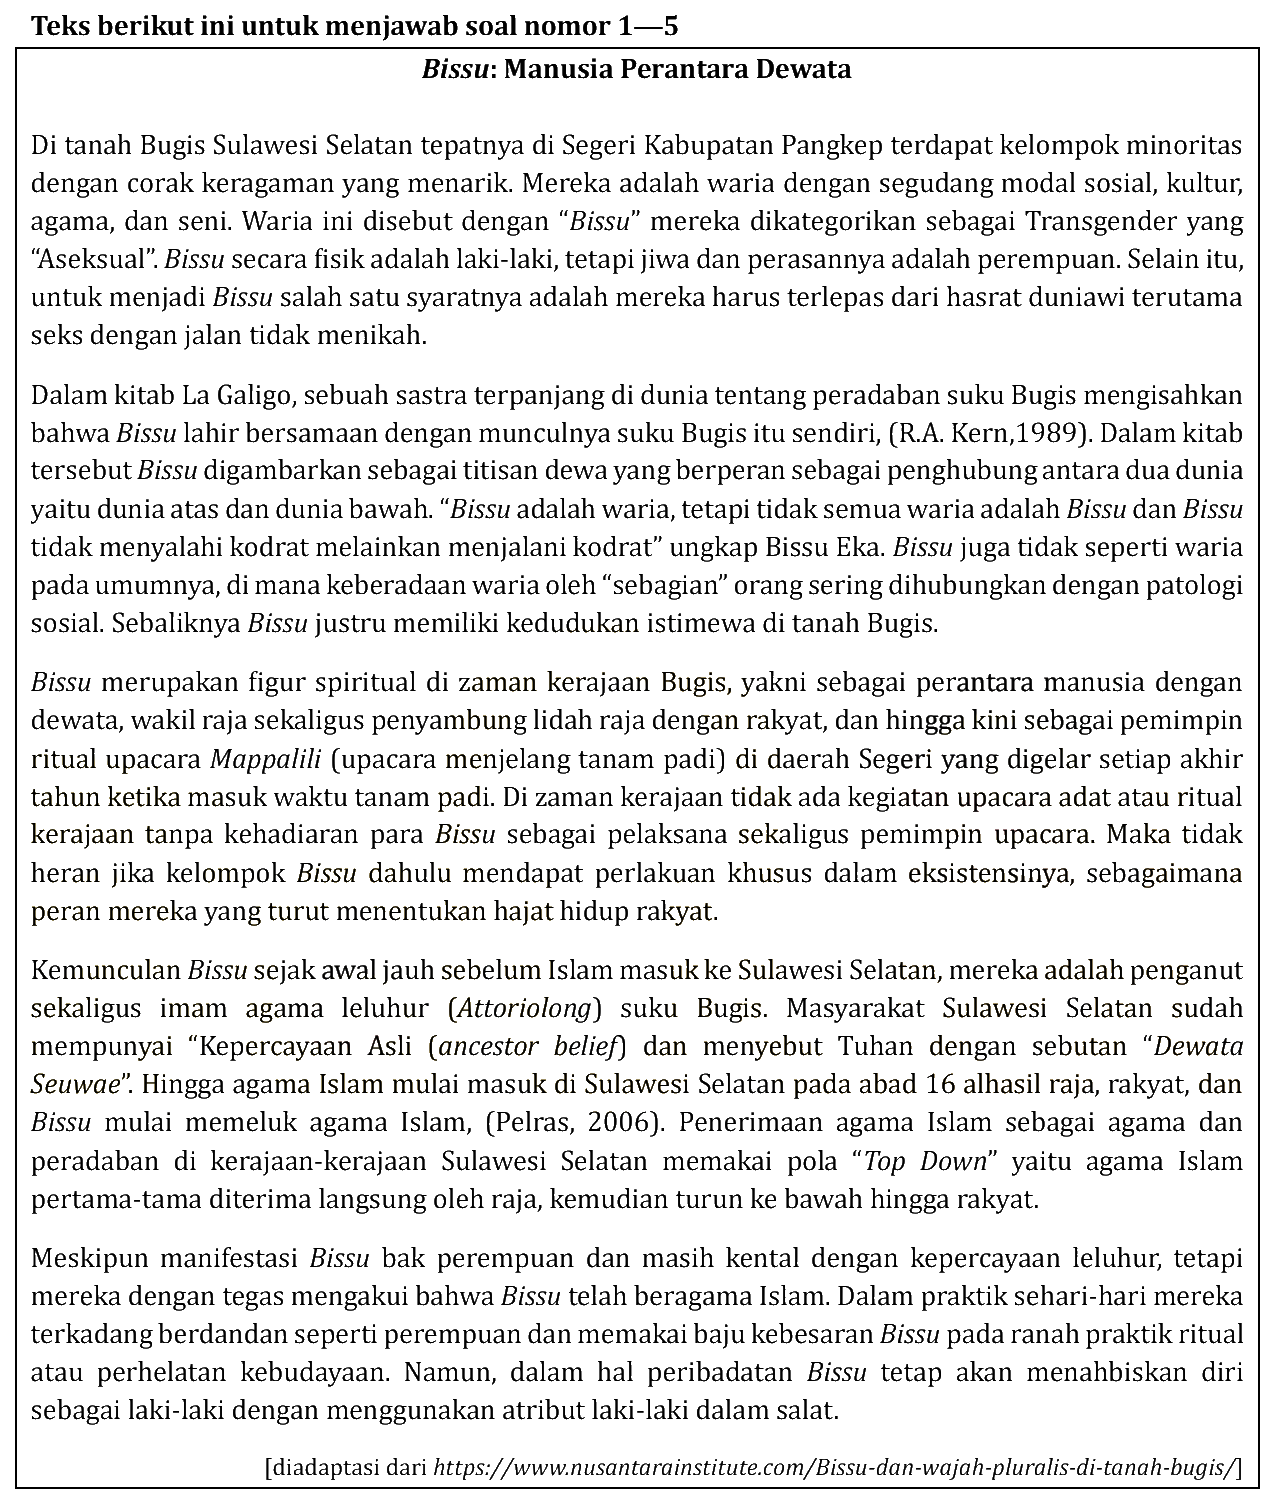 Teks berikut ini untuk menjawab soal nomor 1—5
Bissu: Manusia Perantara Dewata
Di tanah Bugis Sulawesi Selatan tepatnya di Segeri Kabupatan Pangkep terdapat kelompok minoritas
dengan corak keragaman yang menarik. Mereka adalah waria dengan segudang modal sosial, kultur,
agama, dan seni. Waria ini disebut dengan “Bissu” mereka dikategorikan sebagai Transgender yang
“Aseksual”. Bissu secara fisik adalah laki-laki, tetapi jiwa dan perasannya adalah perempuan. Selain itu,
untuk menjadi Bissu salah satu syaratnya adalah mereka harus terlepas dari hasrat duniawi terutama
seks dengan jalan tidak menikah.
Dalam kitab La Galigo, sebuah sastra terpanjang di dunia tentang peradaban suku Bugis mengisahkan
bahwa Bissu lahir bersamaan dengan munculnya suku Bugis itu sendiri, (R.A. Kern,1989). Dalam kitab
tersebut Bissu digambarkan sebagai titisan dewa yang berperan sebagai penghubung antara dua dunia
yaitu dunia atas dan dunia bawah. “Bissu adalah waria, tetapi tidak semua waria adalah Bissu dan Bissu
tidak menyalahi kodrat melainkan menjalani kodrat” ungkap Bissu Eka. Bissu juga tidak seperti waria
pada umumnya, di mana keberadaan waria oleh “sebagian” orang sering dihubungkan dengan patologi
sosial. Sebaliknya Bissu justru memiliki kedudukan istimewa di tanah Bugis.
Bissu merupakan figur spiritual di zaman kerajaan Bugis, yakni sebagai perantara manusia dengan
dewata, wakil raja sekaligus penyambung lidah raja dengan rakyat, dan hingga kini sebagai pemimpin
ritual upacara Mappalili (upacara menjelang tanam padi) di daerah Segeri yang digelar setiap akhir
tahun ketika masuk waktu tanam padi. Di zaman kerajaan tidak ada kegiatan upacara adat atau ritual
kerajaan tanpa kehadiaran para Bissu sebagai pelaksana sekaligus pemimpin upacara. Maka tidak
heran jika kelompok Bissu dahulu mendapat perlakuan khusus dalam eksistensinya, sebagaimana
peran mereka yang turut menentukan hajat hidup rakyat.
Kemunculan Bissu sejak awal jauh sebelum Islam masuk ke Sulawesi Selatan, mereka adalah penganut
sekaligus imam agama leluhur (Attoriolong) suku Bugis. Masyarakat Sulawesi Selatan sudah
mempunyai “Kepercayaan Asli (ancestor belief) dan menyebut Tuhan dengan sebutan “Dewata
Seuwae”. Hingga agama Islam mulai masuk di Sulawesi Selatan pada abad 16 alhasil raja, rakyat, dan
Bissu mulai memeluk agama Islam, (Pelras, 2006). Penerimaan agama Islam sebagai agama dan
peradaban di kerajaan-kerajaan Sulawesi Selatan memakai pola “Top Down” yaitu agama Islam
pertama-tama diterima langsung oleh raja, kemudian turun ke bawah hingga rakyat.
Meskipun manifestasi Bissu bak perempuan dan masih kental dengan kepercayaan leluhur, tetapi
mereka dengan tegas mengakui bahwa Bissu telah beragama Islam. Dalam praktik sehari-hari mereka
terkadang berdandan seperti perempuan dan memakai baju kebesaran Bissu pada ranah praktik ritual
atau perhelatan kebudayaan. Namun, dalam hal peribadatan Bissu tetap akan menahbiskan diri
sebagai laki-laki dengan menggunakan atribut laki-laki dalam salat.
[diadaptasi dari https://www.nusantarainstitute.com/Bissu-dan-wajah-pluralis-di-tanah-bugis/]